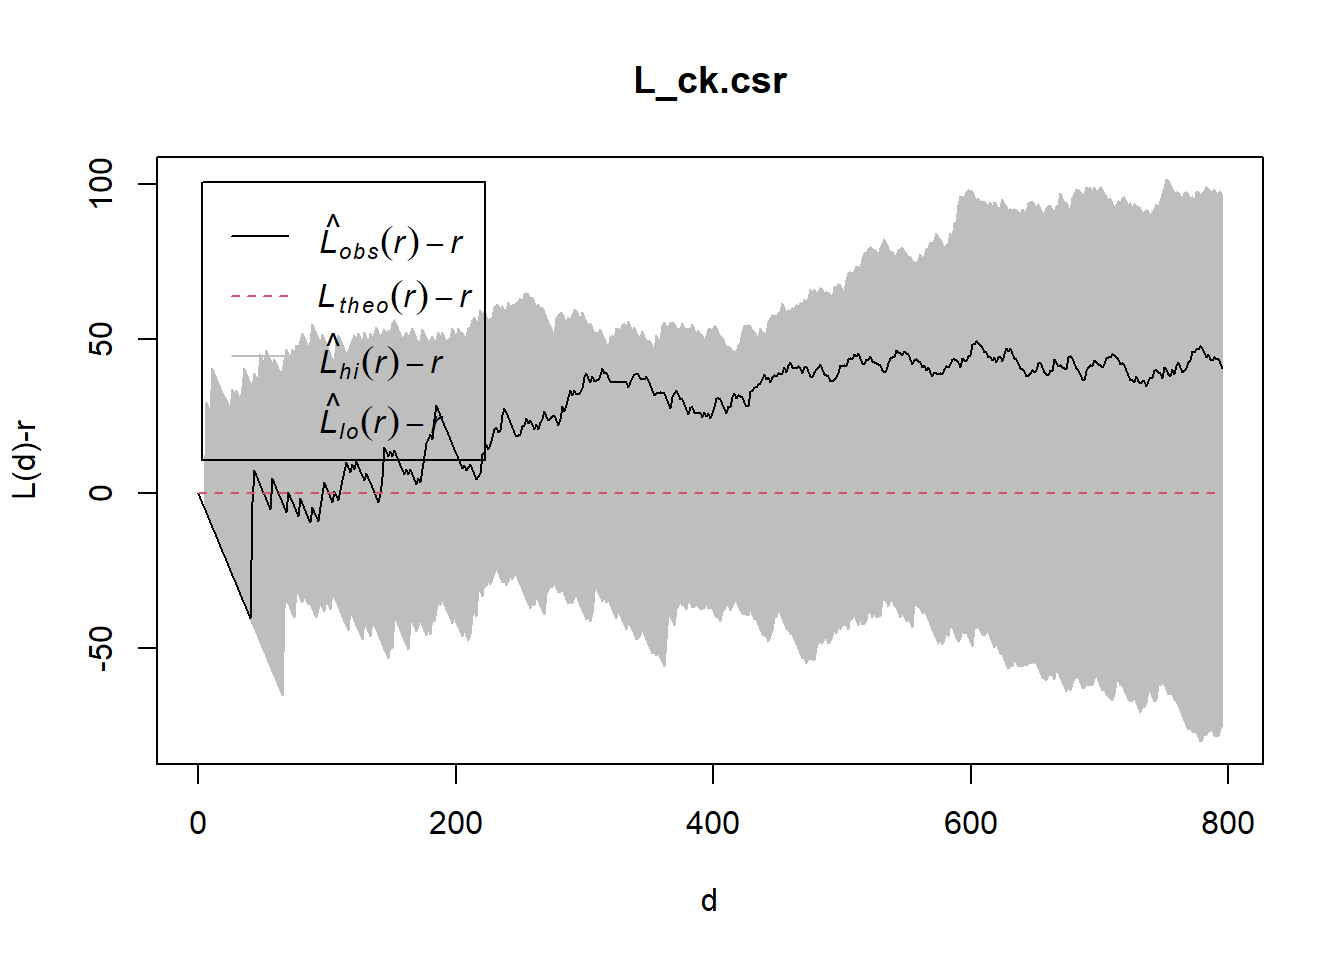 L_ck.csr
L̂obs(r) – r
Ltheo(r) – r
L̂hi(r) – r
L̂lo(r) – r
L(d)-r
100
50
0
-50
0 200 400 600 800
d